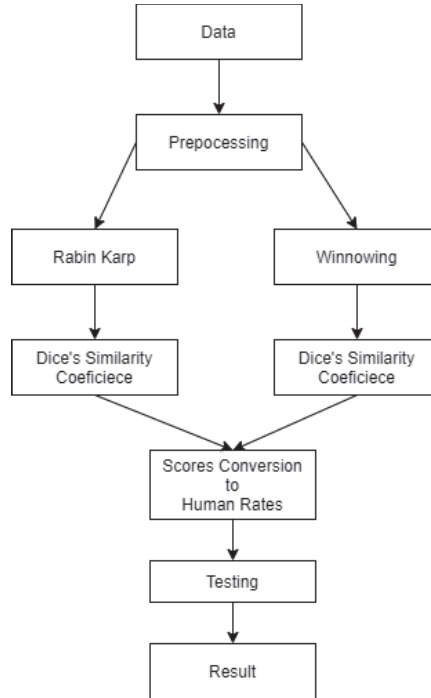 Data
Prepocessing
Rabin Karp
Winnowing
Dice's Similarity
Coeficiece
Dice's Similarity
Coeficiece
Scores Conversion
to
Human Rates
Testing
Result